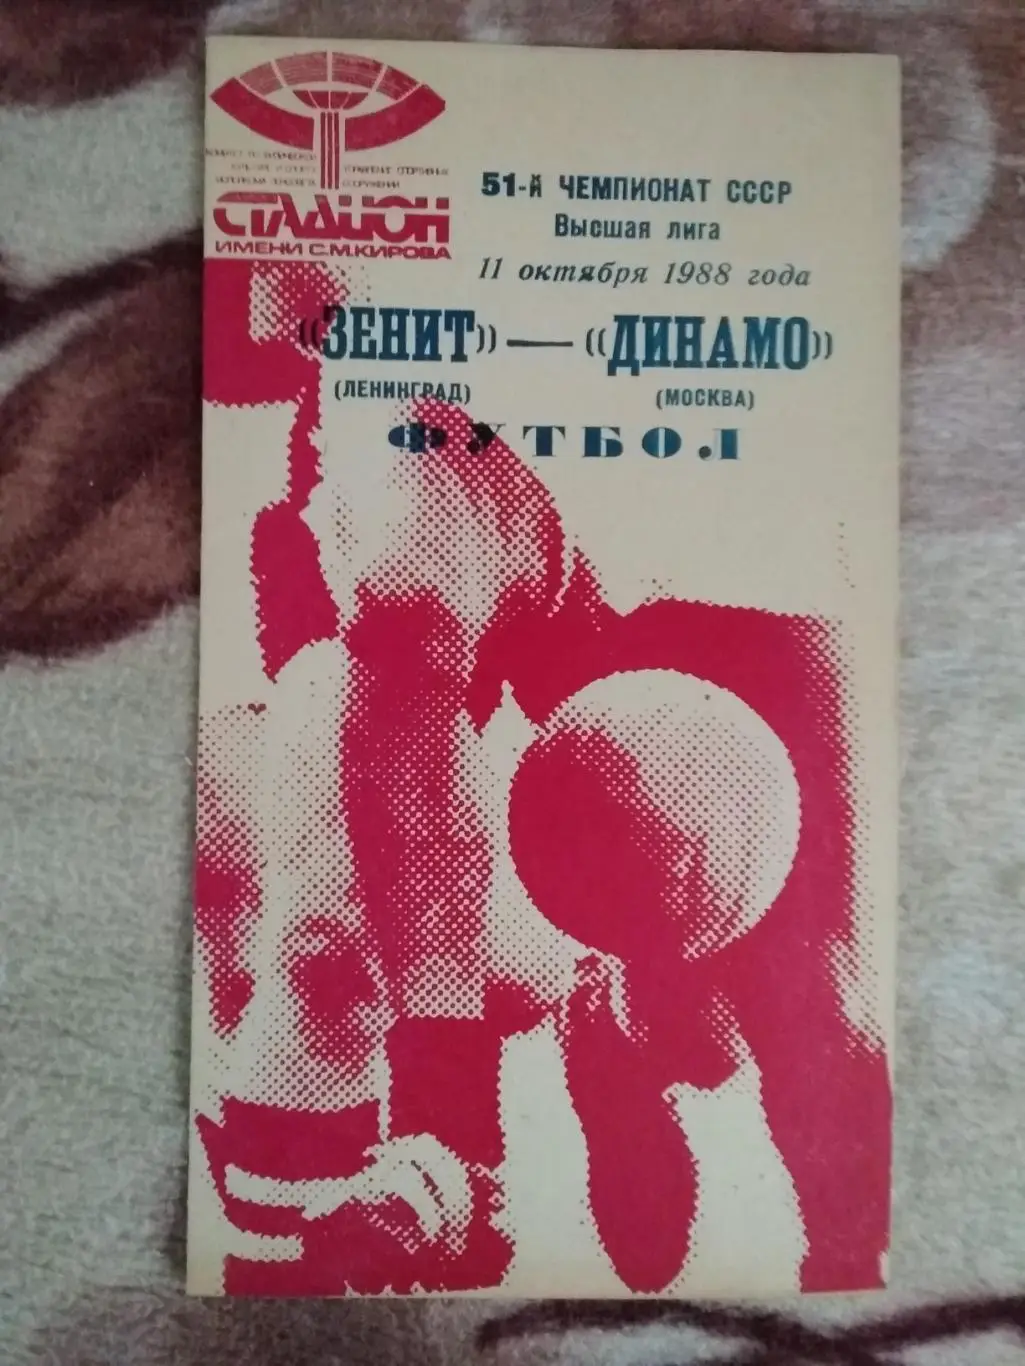 СТАДИОН
ИМЕНИ С.М.КИРОВА
51-й ЧЕМПИОНАТ СССР
Высшая лига
11 октября 1988 года
«ЗЕНИТ» — «ДИНАМО»
(ЛЕНИНГРАД) (МОСКВА)
ФУТБОЛ